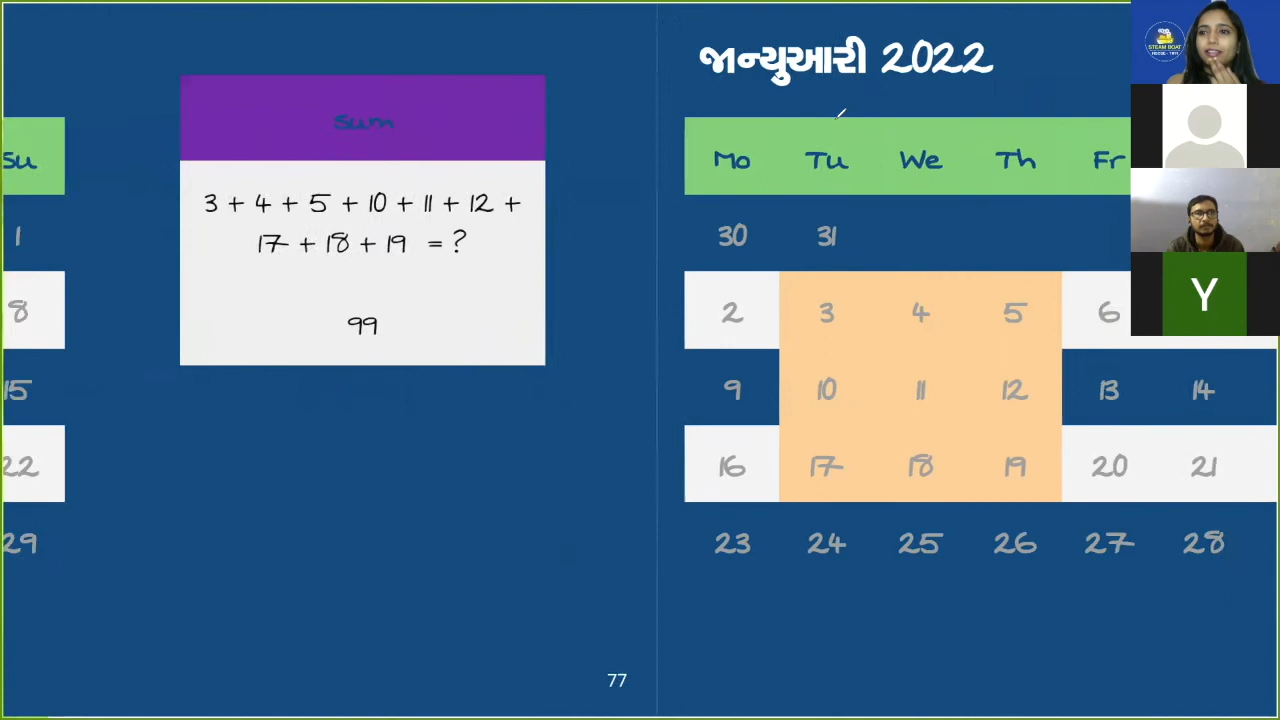 Su
1
8
15
22
29
Sum
3 + 4 + 5 + 10 + 11 + 12 +
17 + 18 + 19 = ?
99
77
જાન્યુઆરી 2022
Mo Tu We Th Fr
30 31
2 3 4 5 6
9 10 11 12 13 14
16 17 18 19 20 21
23 24 25 26 27 28
STEAM BOAT
Y